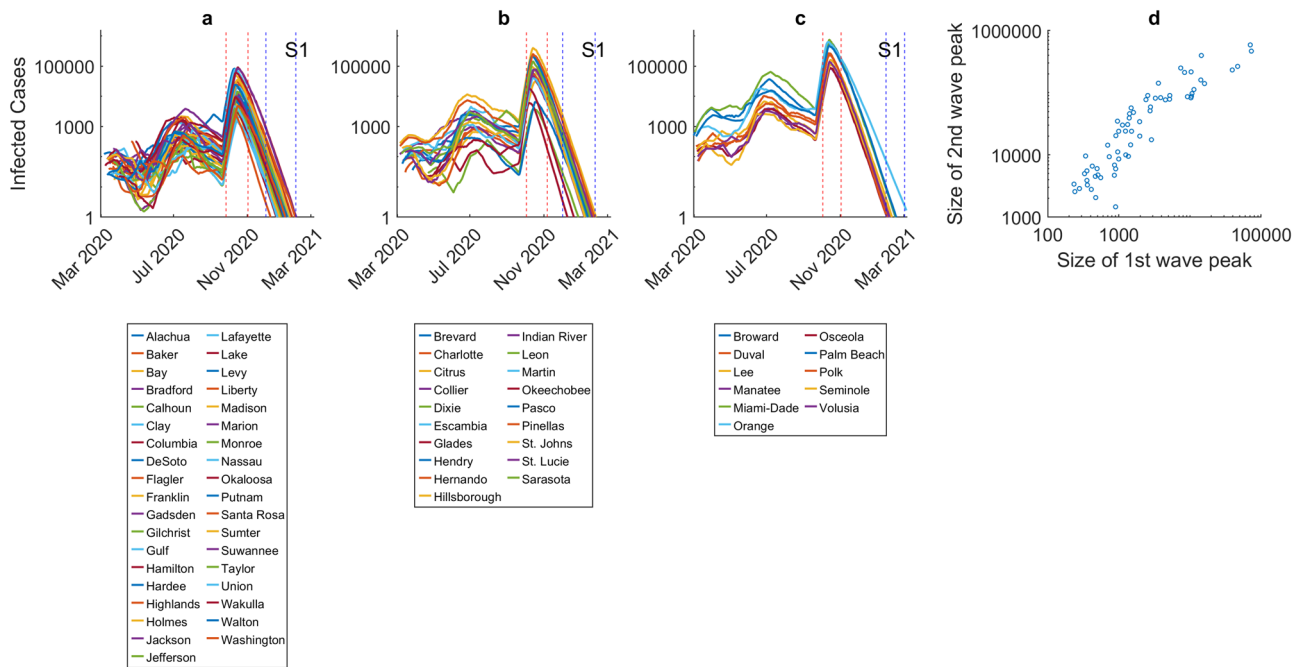 a
S1
Infected Cases
100000
1000
1
Mar 2020
Jul 2020
Nov 2020
Mar 2021
Alachua
Baker
Bay
Bradford
Calhoun
Clay
Columbia
DeSoto
Flagler
Franklin
Gadsden
Gilchrist
Gulf
Hamilton
Hardee
Highlands
Holmes
Jackson
Jefferson
Lafayette
Lake
Levy
Liberty
Madison
Marion
Monroe
Nassau
Okaloosa
Putnam
Santa Rosa
Sumter
Suwannee
Taylor
Union
Wakulla
Walton
Washington
b
S1
100000
1000
1
Mar 2020
Jul 2020
Nov 2020
Mar 2021
Brevard
Charlotte
Citrus
Collier
Dixie
Escambia
Glades
Hendry
Hernando
Hillsborough
Indian River
Leon
Martin
Okeechobee
Pasco
Pinellas
St. Johns
St. Lucie
Sarasota
c
S1
100000
1000
1
Mar 2020
Jul 2020
Nov 2020
Mar 2021
Broward
Duval
Lee
Manatee
Miami-Dade
Orange
Osceola
Palm Beach
Polk
Seminole
Volusia
d
Size of 2nd wave peak
1000000
10000
1000
100
1000
100000
Size of 1st wave peak